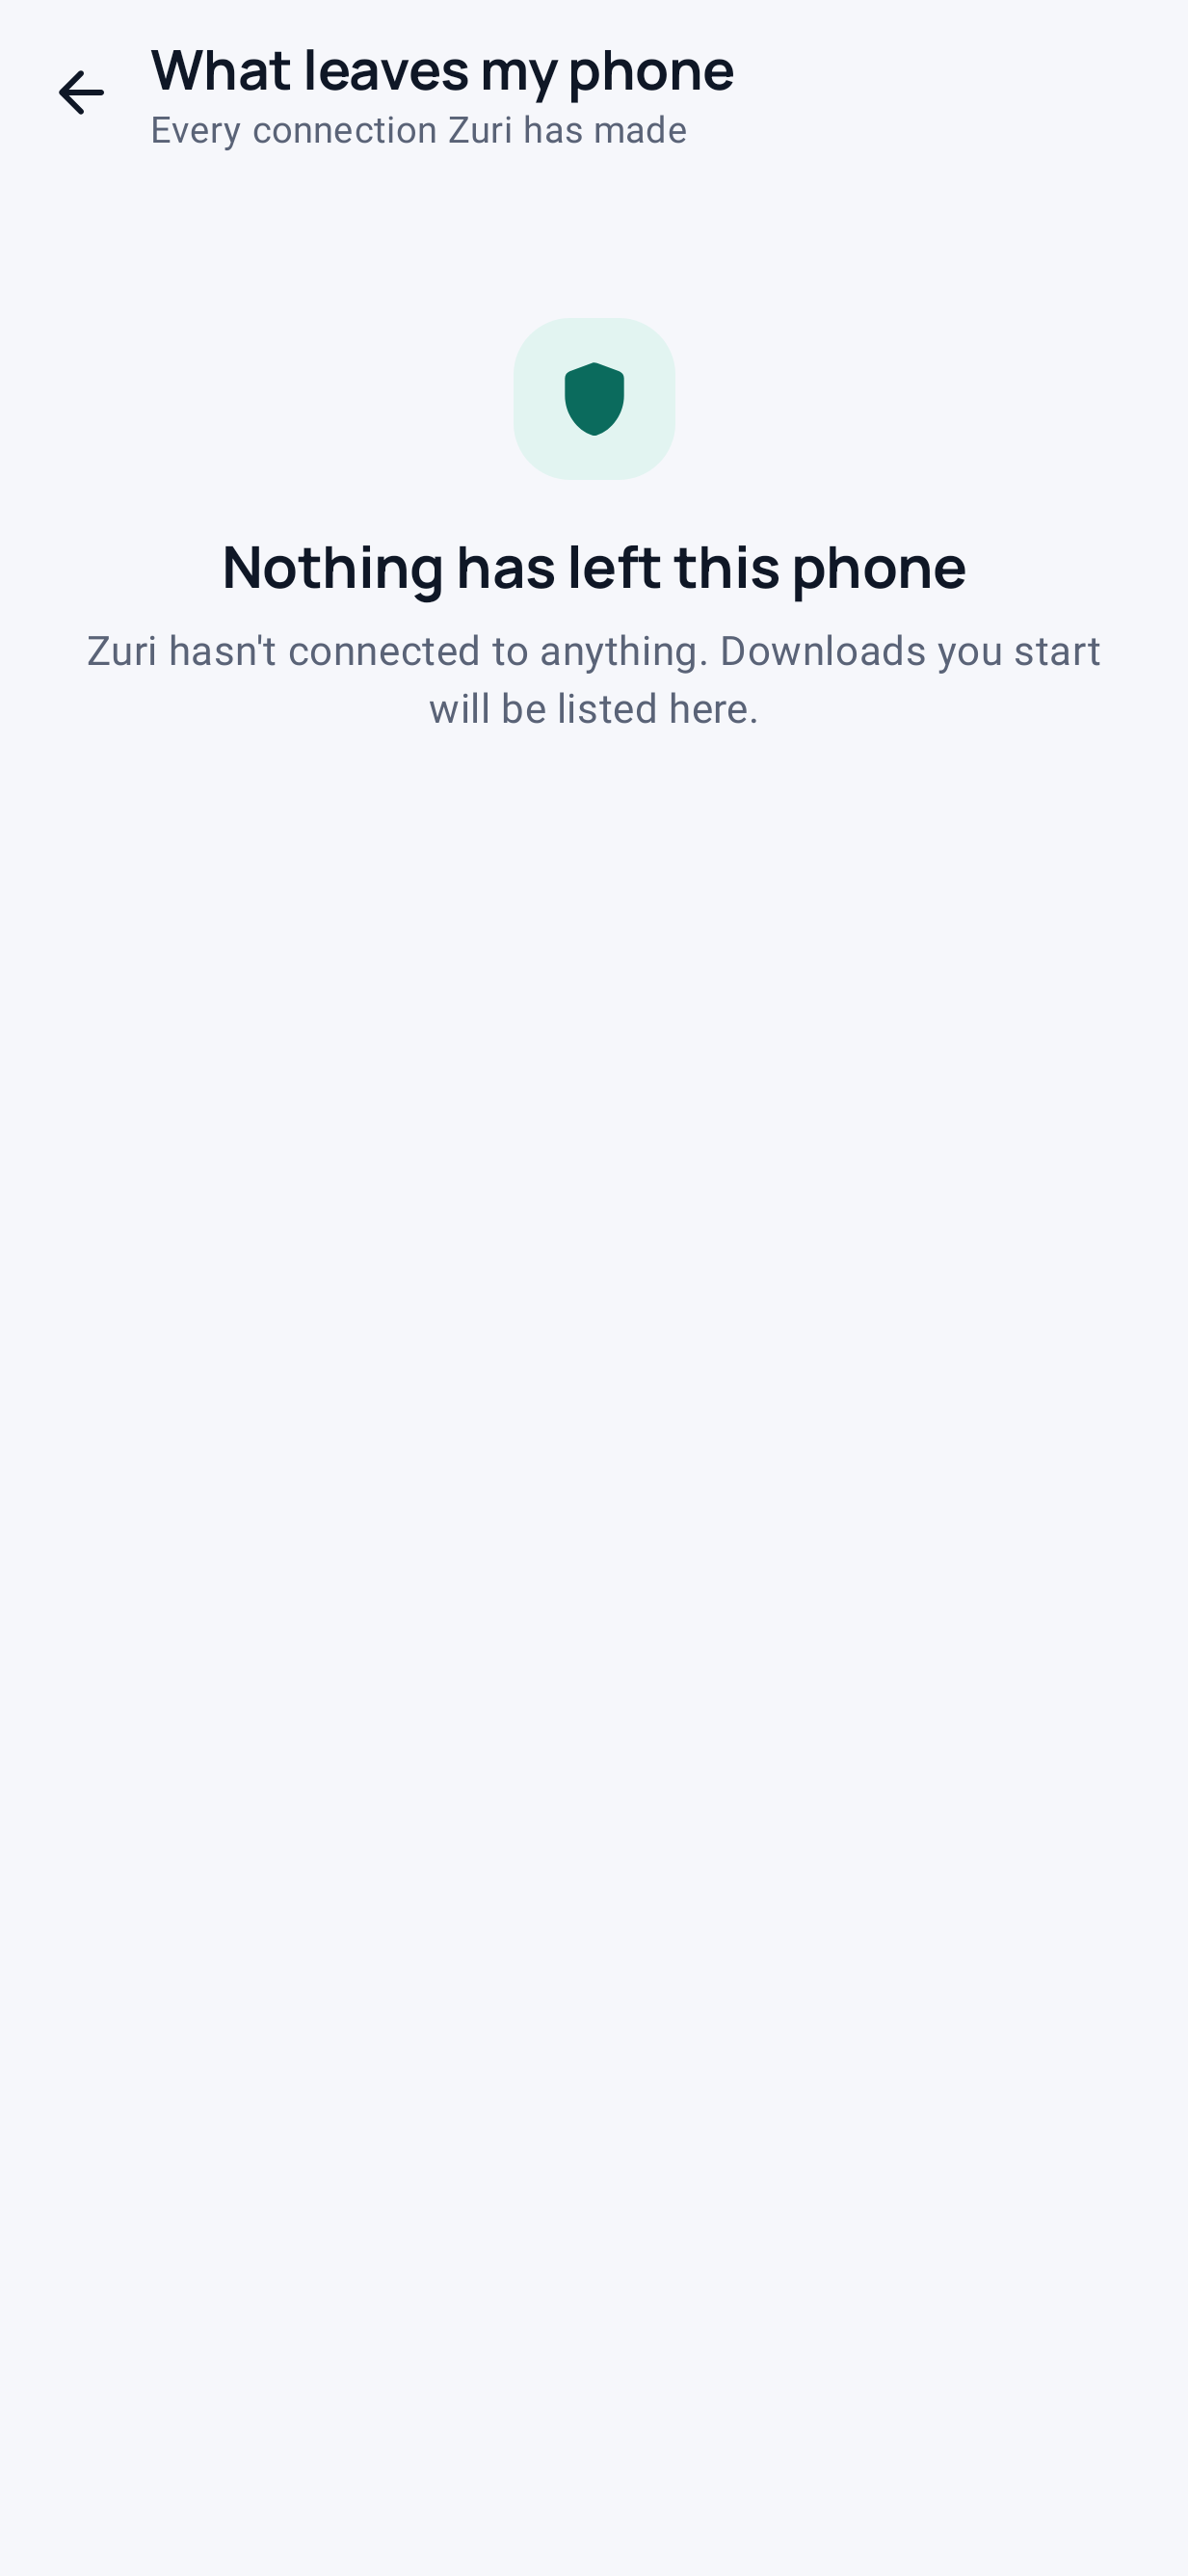 What leaves my phone
Every connection Zuri has made
Nothing has left this phone
Zuri hasn't connected to anything. Downloads you start
will be listed here.